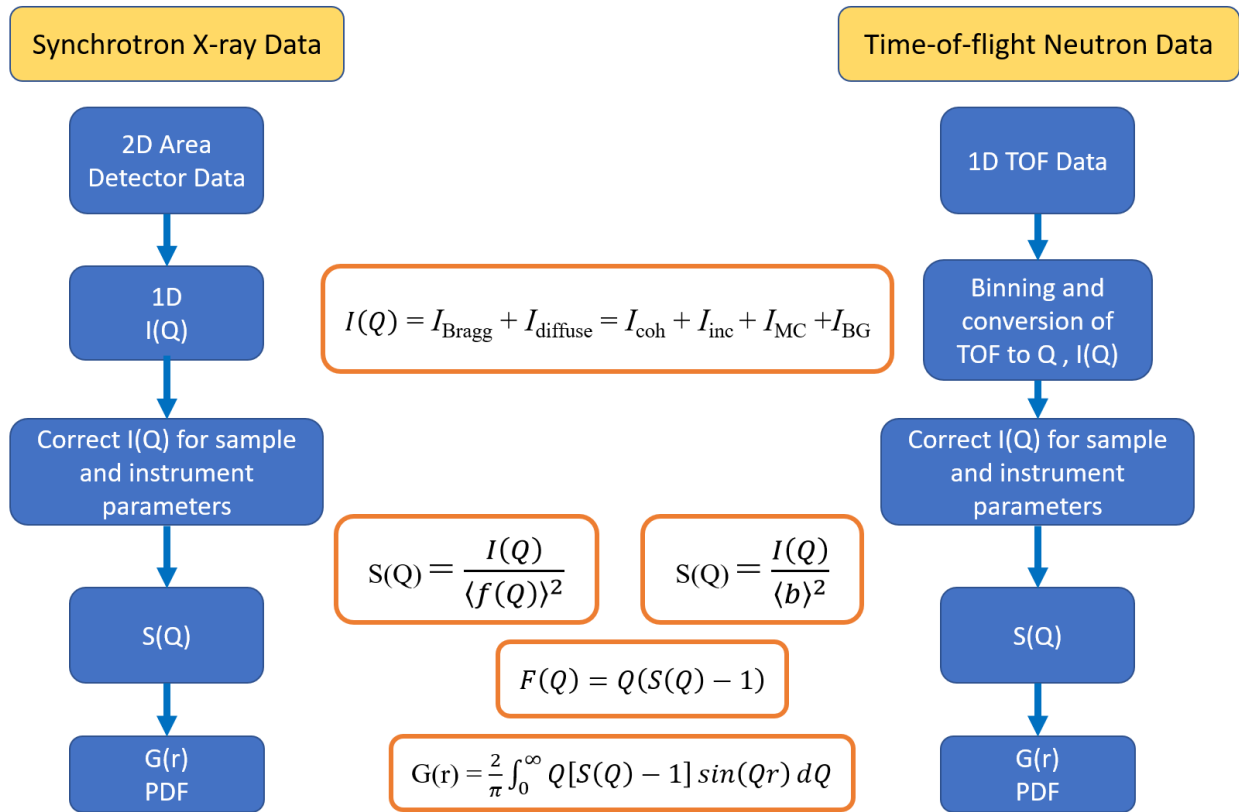 Synchrotron X-ray Data
Time-of-flight Neutron Data
2D Area
Detector Data
1D TOF Data
1D
I(Q)
I(Q) = I_Bragg + I_diffuse = I_coh + I_inc + I_MC +I_BG
Binning and
conversion of
TOF to Q , I(Q)
Correct I(Q) for sample
and instrument
parameters
Correct I(Q) for sample
and instrument
parameters
S(Q) = I(Q) / ⟨f(Q)⟩²
S(Q) = I(Q) / ⟨b⟩²
S(Q)
S(Q)
F(Q) = Q(S(Q) − 1)
G(r)
PDF
G(r) = 2/π ∫₀^∞ Q[S(Q) − 1] sin(Qr) dQ
G(r)
PDF